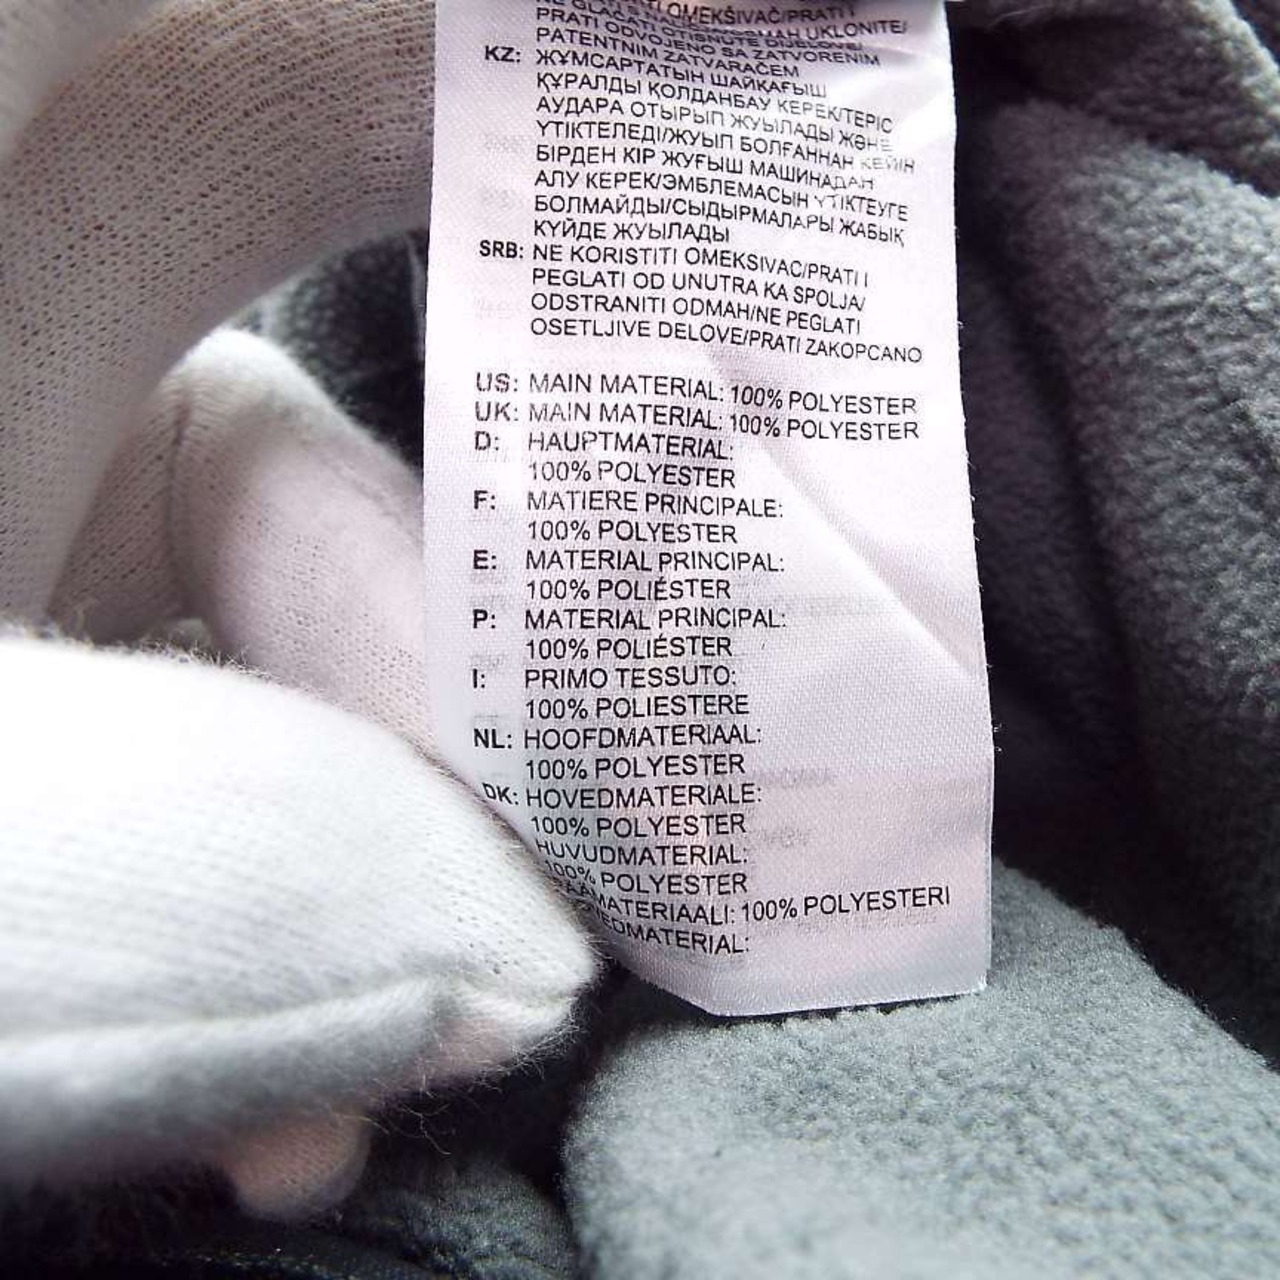 OMEKŠIVAČ/PRATI I
UKLONITE/
PRATI ODVOJENO SA ZATVORENIM
PATENTNIM ZATVARAČEM
KZ: ЖҰМСАРТАТЫН ШАЙҚАҒЫШ
ҚҰРАЛДЫ ҚОЛДАНБАУ КЕРЕК/ТЕРІС
АУДАРА ОТЫРЫП ЖУЫЛАДЫ ЖӘНЕ
ҮТІКТЕЛЕДІ/ЖУЫП БОЛҒАННАН КЕЙІН
БІРДЕН КІР ЖУҒЫШ МАШИНАДАН
АЛУ КЕРЕК/ЭМБЛЕМАСЫН ҮТІКТЕУГЕ
БОЛМАЙДЫ/СЫДЫРМАЛАРЫ ЖАБЫҚ
КҮЙДЕ ЖУЫЛАДЫ
SRB: NE KORISTITI OMEKSIVAC/PRATI I
PEGLATI OD UNUTRA KA SPOLJA/
ODSTRANITI ODMAH/NE PEGLATI
OSETLJIVE DELOVE/PRATI ZAKOPCANO
US: MAIN MATERIAL: 100% POLYESTER
UK: MAIN MATERIAL: 100% POLYESTER
D: HAUPTMATERIAL:
100% POLYESTER
F: MATIERE PRINCIPALE:
100% POLYESTER
E: MATERIAL PRINCIPAL:
100% POLIÉSTER
P: MATERIAL PRINCIPAL:
100% POLIÉSTER
I: PRIMO TESSUTO:
100% POLIESTERE
NL: HOOFDMATERIAAL:
100% POLYESTER
DK: HOVEDMATERIALE:
100% POLYESTER
HUVUDMATERIAL:
100% POLYESTER
100% POLYESTERI